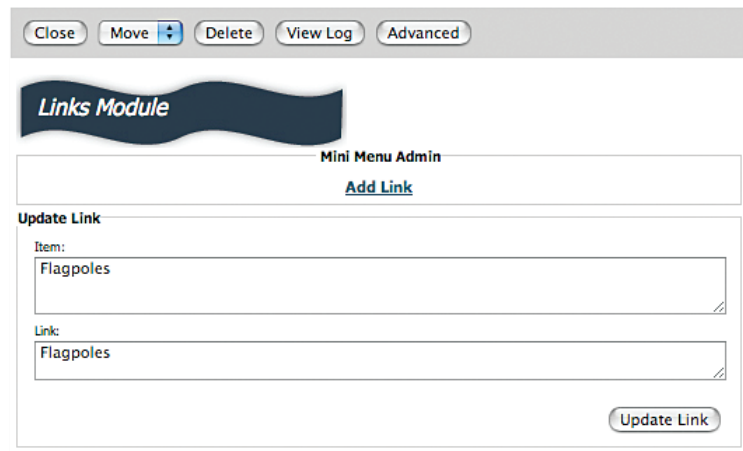 Close Move Delete View Log Advanced
Links Module
Mini Menu Admin
Add Link
Update Link
Item:
Flagpoles
Link:
Flagpoles
Update Link